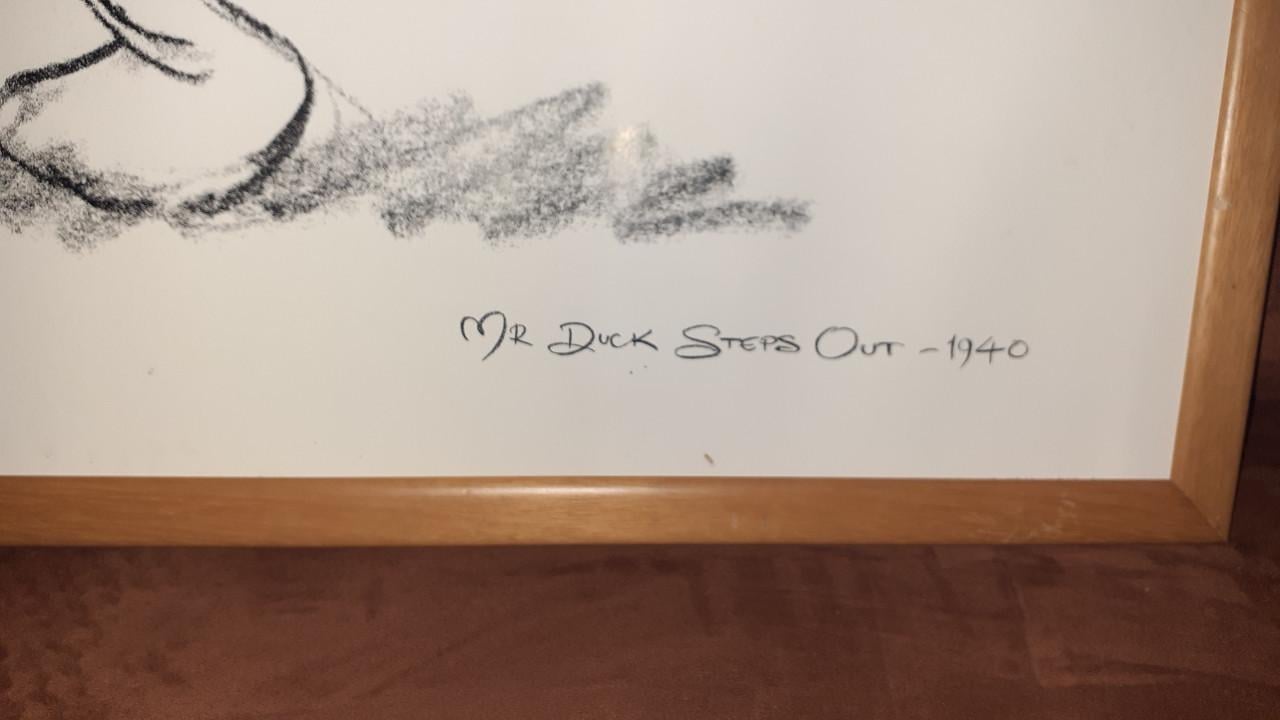 Mr Duck Steps Out - 1940